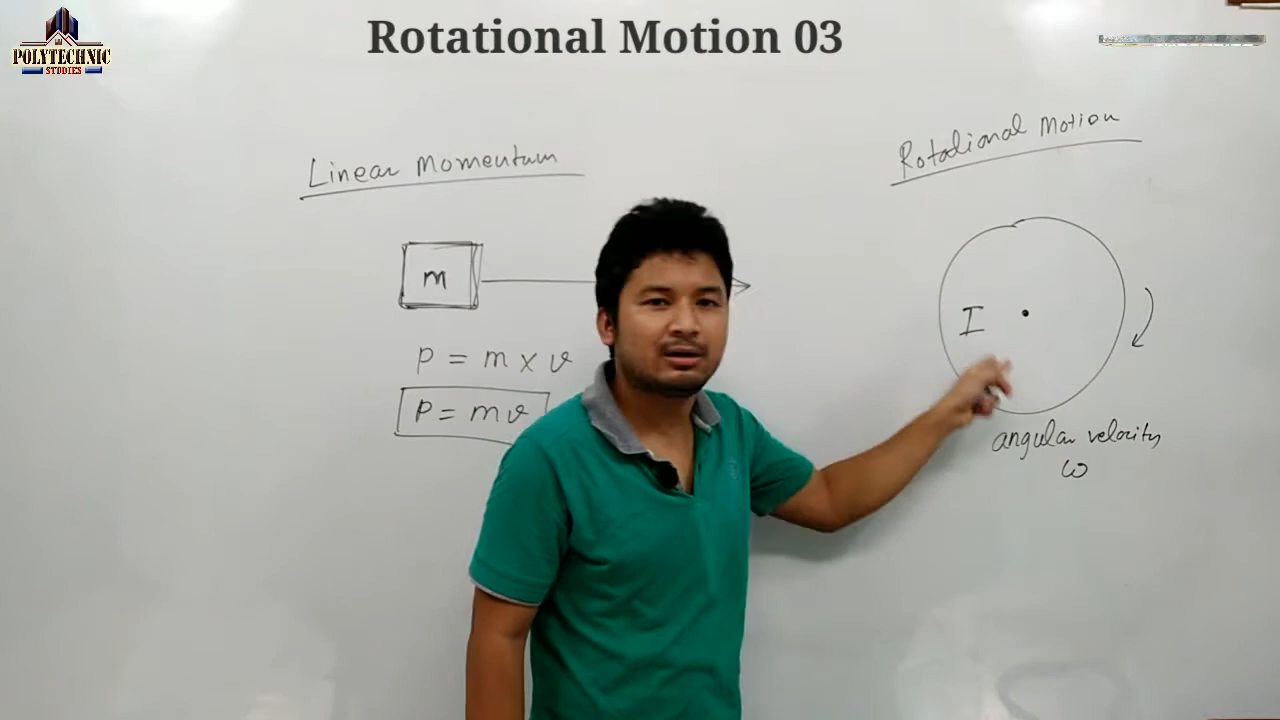 POLYTECHNIC
STUDIES
Rotational Motion 03
Linear Momentum
m
P = m x v
P = mv
Rotational Motion
I
angular velocity
ω